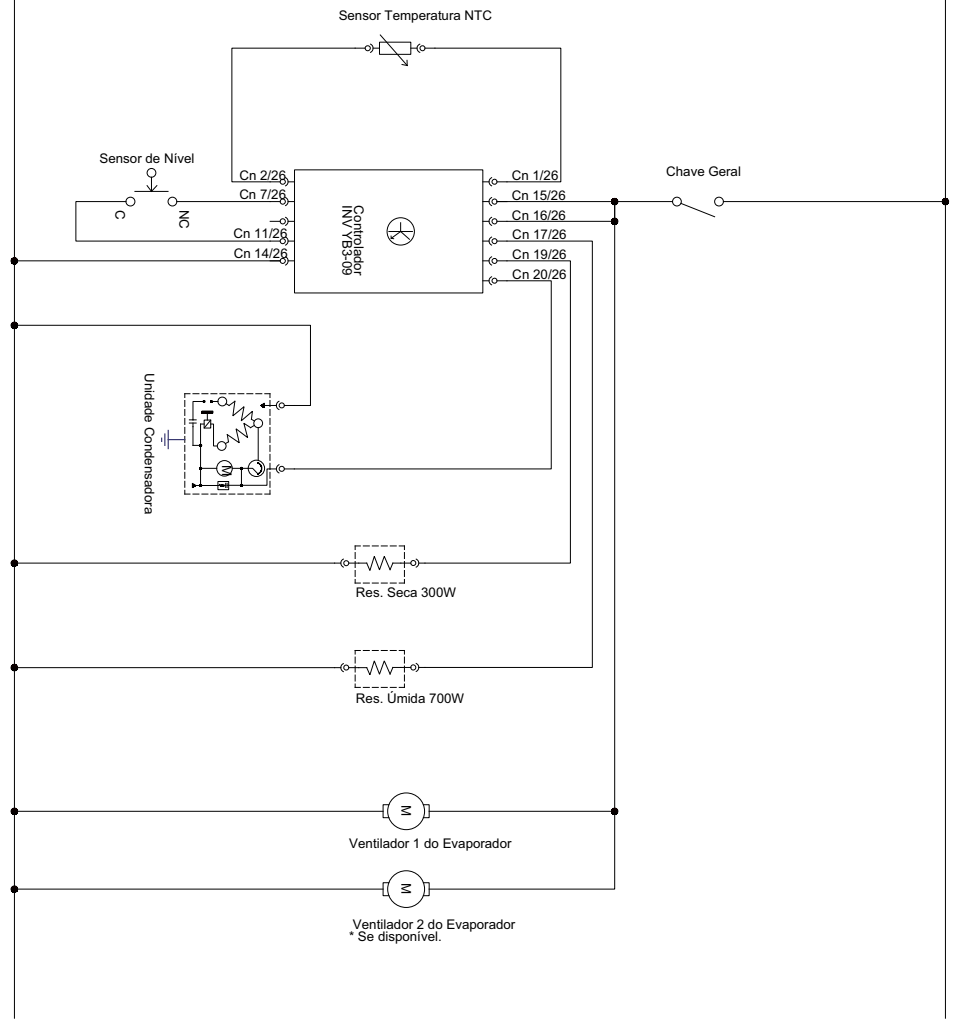 Sensor Temperatura NTC
Sensor de Nível
C
NC
Cn 2/26
Cn 7/26
Cn 11/26
Cn 14/26
Controlador
INV YB3-09
Cn 1/26
Cn 15/26
Cn 16/26
Cn 17/26
Cn 19/26
Cn 20/26
Chave Geral
Unidade Condensadora
M
Res. Seca 300W
Res. Úmida 700W
M
Ventilador 1 do Evaporador
M
Ventilador 2 do Evaporador
* Se disponível.